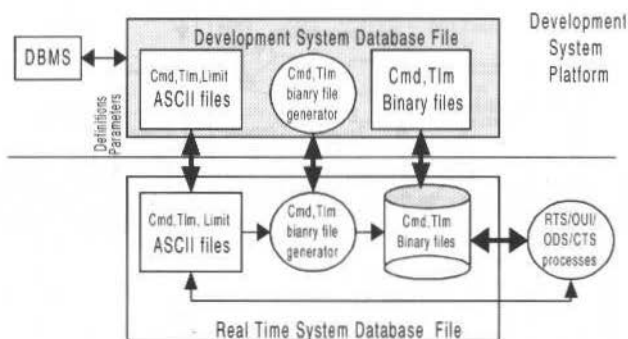 Development System Database File
Development
System
Platform
DBMS
Cmd,Tlm,Limit
ASCII files
Cmd,Tlm
bianry file
generator
Cmd,Tlm
Binary files
Definitions
Parameters
Cmd,Tlm, Limit
ASCII files
Cmd,Tlm
bianry file
generator
Cmd,Tlm
Binary files
RTS/OUI/
ODS/CTS
processes
Real Time System Database File